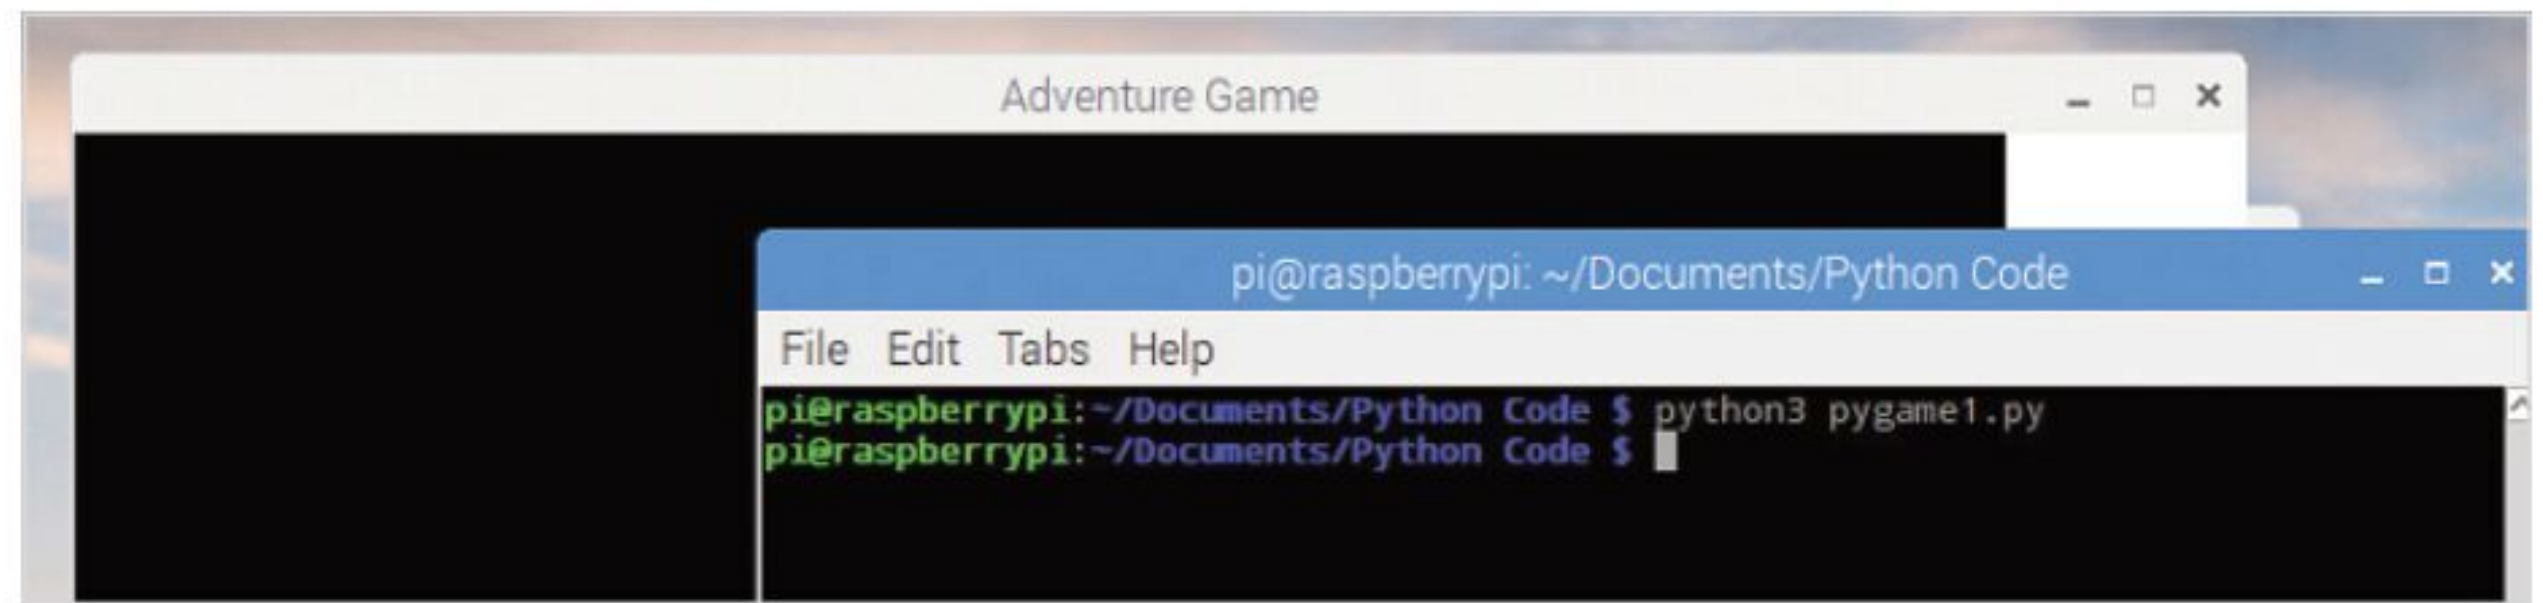 Adventure Game
pi@raspberrypi: ~/Documents/Python Code
File Edit Tabs Help
pi@raspberrypi:~/Documents/Python Code $ python3 pygame1.py
pi@raspberrypi:~/Documents/Python Code $